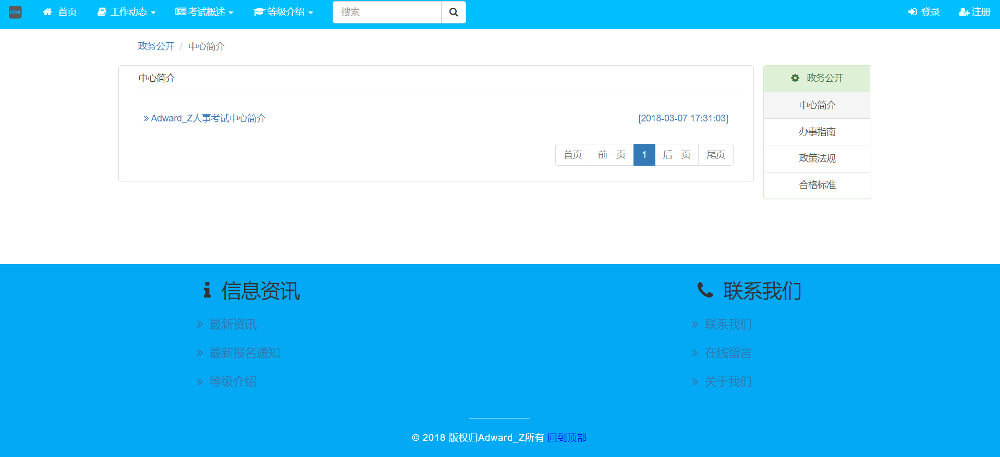 HTML 首页 工作动态 考试概述 等级介绍 搜索 登录 注册
政务公开 / 中心简介
中心简介
» Adward_Z人事考试中心简介 [2018-03-07 17:31:03]
首页 前一页 1 后一页 尾页
政务公开
中心简介
办事指南
政策法规
合格标准
信息资讯
» 最新资讯
» 最新报名通知
» 等级介绍
联系我们
» 联系我们
» 在线留言
» 关于我们
© 2018 版权归Adward_Z所有 回到顶部